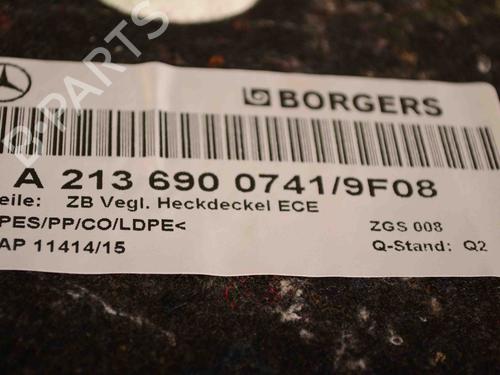 B-PARTS
BORGERS
A 213 690 0741/9F08
eile: ZB Vegl. Heckdeckel ECE
PES/PP/CO/LDPE<
ZGS 008
AP 11414/15
Q-Stand: Q2